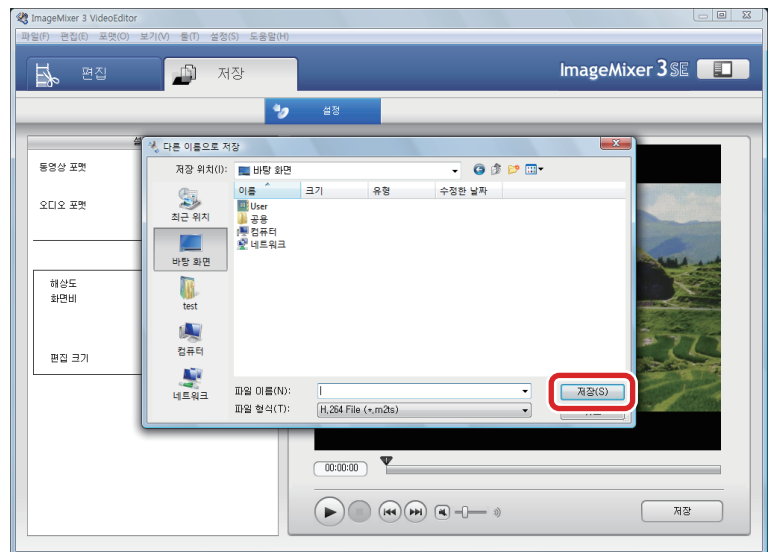 ImageMixer 3 VideoEditor
파일(F) 편집(E) 포맷(O) 보기(V) 툴(T) 설정(S) 도움말(H)
편집
저장
ImageMixer 3 SE
설정
다른 이름으로 저장
동영상 포맷
오디오 포맷
해상도
화면비
편집 크기
저장 위치(I):
바탕 화면
이름
크기
유형
수정한 날짜
User
공용
컴퓨터
네트워크
최근 위치
바탕 화면
test
컴퓨터
네트워크
파일 이름(N):
저장(S)
파일 형식(T):
H.264 File (*.m2ts)
00:00:00
저장